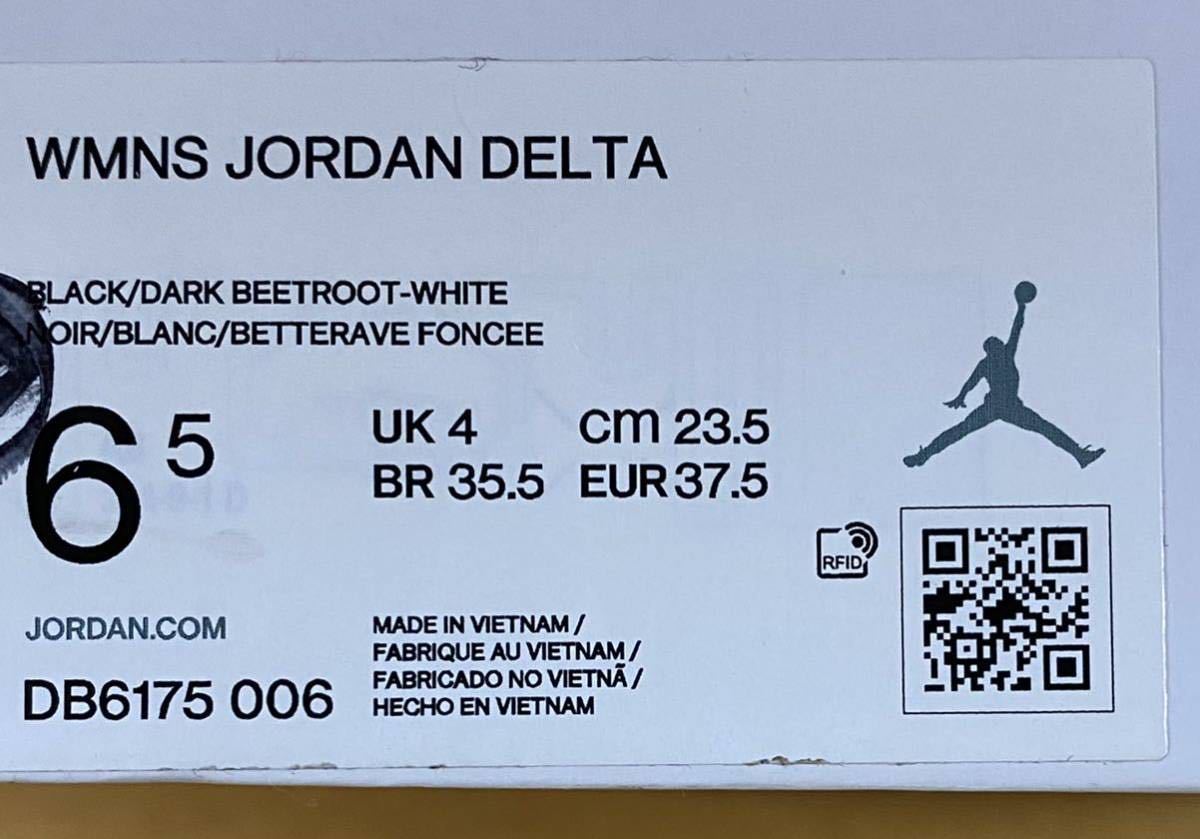 WMNS JORDAN DELTA
BLACK/DARK BEETROOT-WHITE
NOIR/BLANC/BETTERAVE FONCEE
6 5
UK 4 cm 23.5
BR 35.5 EUR 37.5
RFID
JORDAN.COM
DB6175 006
MADE IN VIETNAM /
FABRIQUE AU VIETNAM /
FABRICADO NO VIETNÃ /
HECHO EN VIETNAM